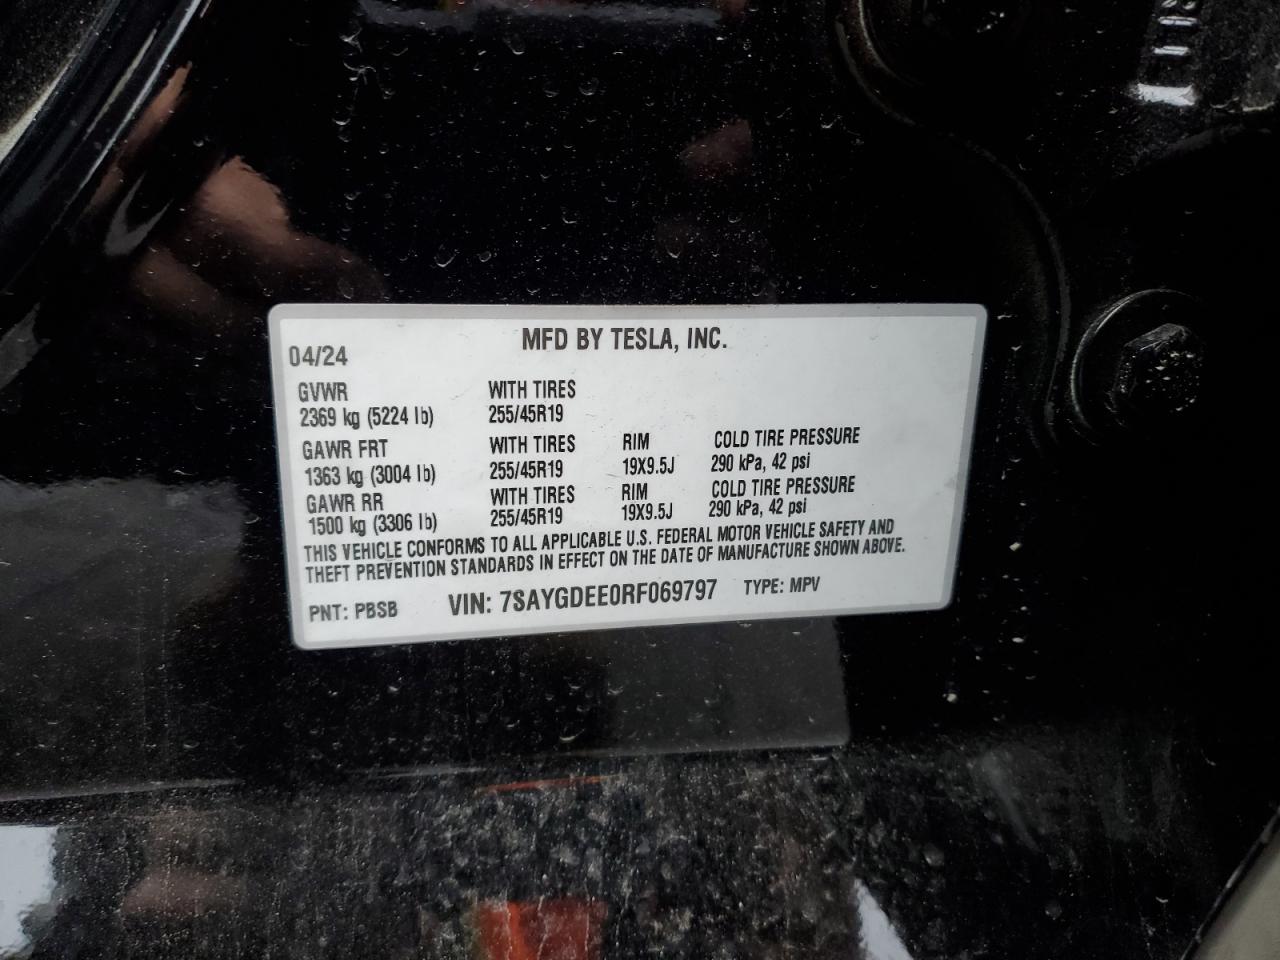 MFD BY TESLA, INC.
04/24
GVWR WITH TIRES
2369 kg (5224 lb) 255/45R19
GAWR FRT WITH TIRES RIM COLD TIRE PRESSURE
1363 kg (3004 lb) 255/45R19 19X9.5J 290 kPa, 42 psi
GAWR RR WITH TIRES RIM COLD TIRE PRESSURE
1500 kg (3306 lb) 255/45R19 19X9.5J 290 kPa, 42 psi
THIS VEHICLE CONFORMS TO ALL APPLICABLE U.S. FEDERAL MOTOR VEHICLE SAFETY AND
THEFT PREVENTION STANDARDS IN EFFECT ON THE DATE OF MANUFACTURE SHOWN ABOVE.
PNT: PBSB VIN: 7SAYGDEE0RF069797 TYPE: MPV